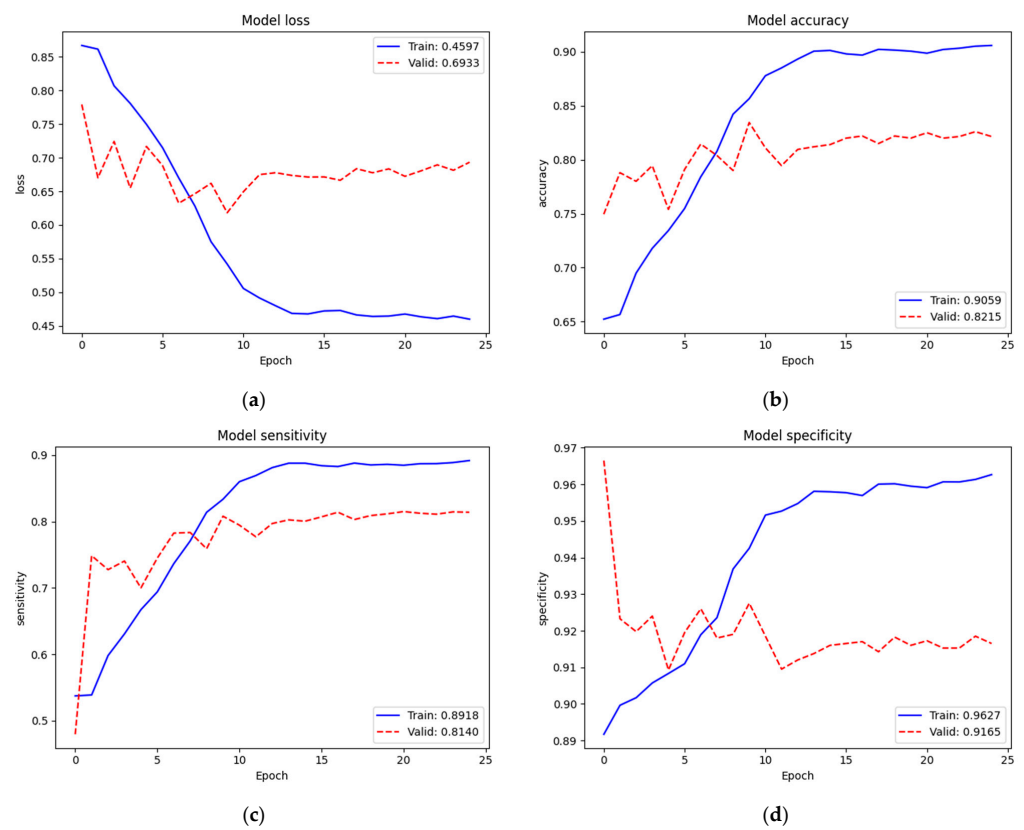 Model loss
0.85
0.80
0.75
0.70
0.65
0.60
0.55
0.50
0.45
loss
Train: 0.4597
Valid: 0.6933
0 5 10 15 20 25
Epoch
(a)
Model accuracy
0.90
0.85
0.80
0.75
0.70
0.65
accuracy
Train: 0.9059
Valid: 0.8215
0 5 10 15 20 25
Epoch
(b)
Model sensitivity
0.9
0.8
0.7
0.6
0.5
sensitivity
Train: 0.8918
Valid: 0.8140
0 5 10 15 20 25
Epoch
(c)
Model specificity
0.97
0.96
0.95
0.94
0.93
0.92
0.91
0.90
0.89
specificity
Train: 0.9627
Valid: 0.9165
0 5 10 15 20 25
Epoch
(d)